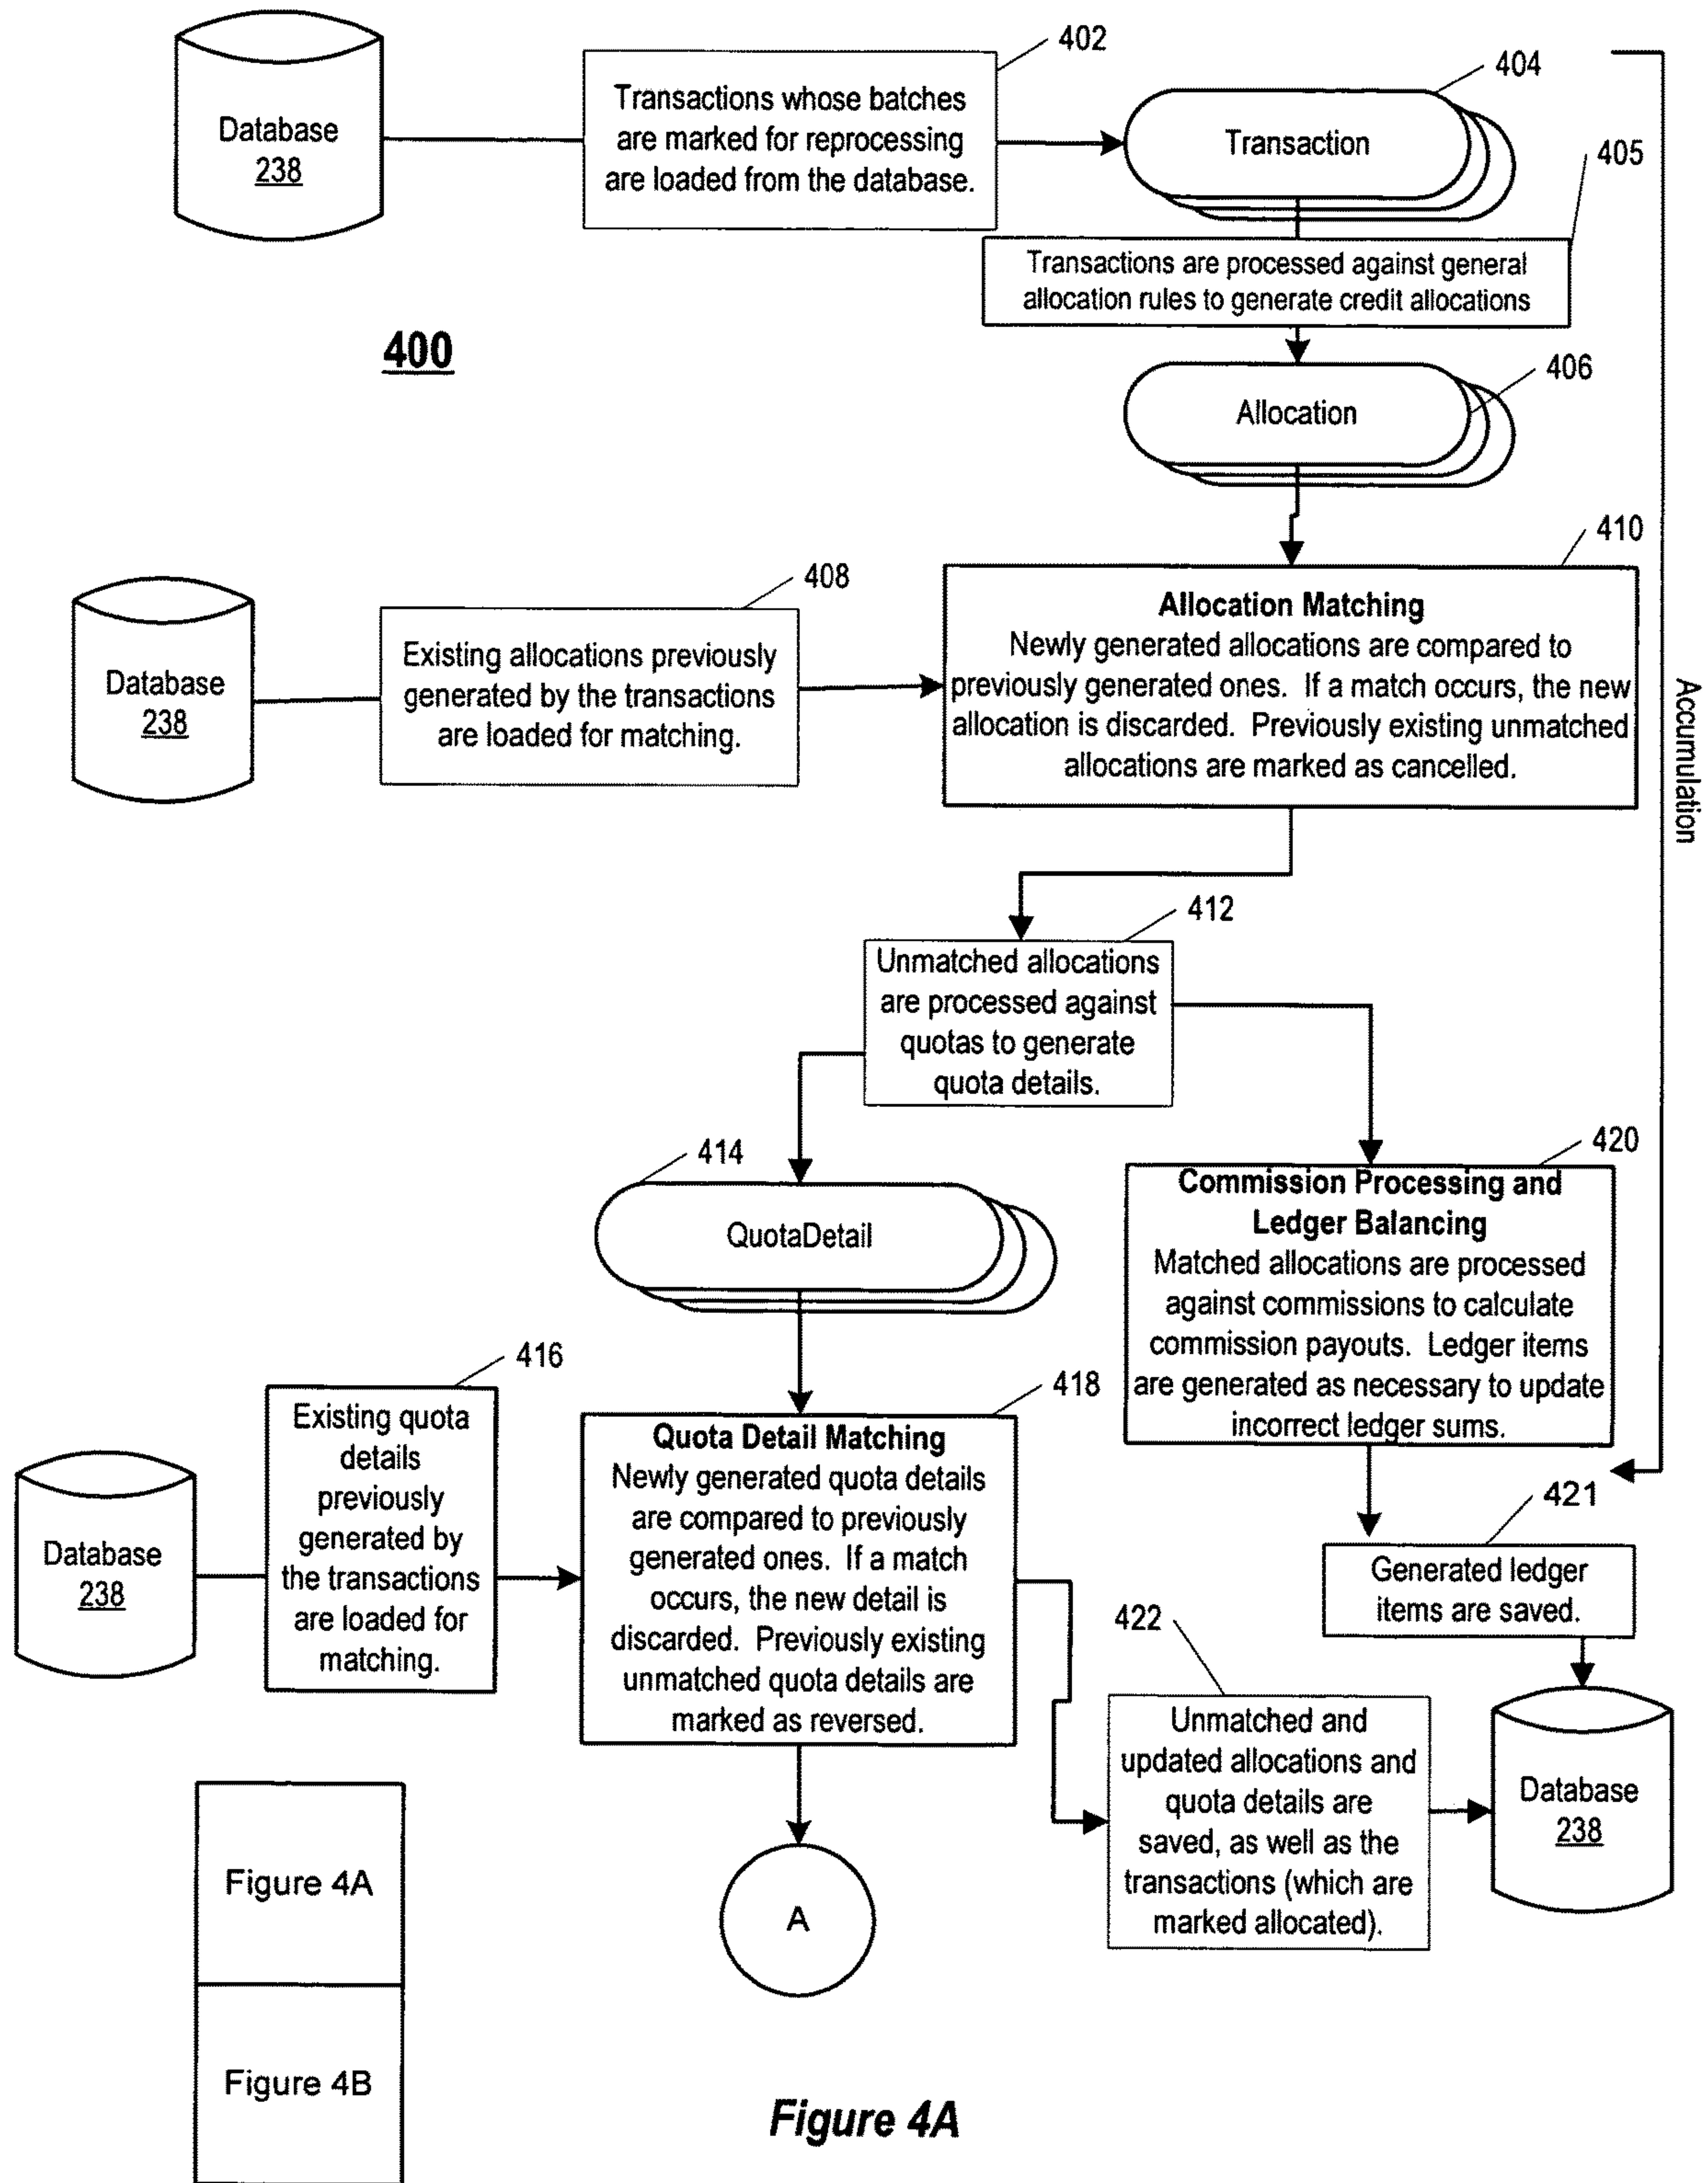 402
404
Database
238
Transactions whose batches
are marked for reprocessing
are loaded from the database.
Transaction
405
Transactions are processed against general
allocation rules to generate credit allocations
400
406
Allocation
410
408
Database
238
Existing allocations previously
generated by the transactions
are loaded for matching.
Allocation Matching
Newly generated allocations are compared to
previously generated ones. If a match occurs, the new
allocation is discarded. Previously existing unmatched
allocations are marked as cancelled.
Accumulation
412
Unmatched allocations
are processed against
quotas to generate
quota details.
414
QuotaDetail
420
Commission Processing and
Ledger Balancing
Matched allocations are processed
against commissions to calculate
commission payouts. Ledger items
are generated as necessary to update
incorrect ledger sums.
416
Existing quota
details
previously
generated by
the transactions
are loaded for
matching.
Database
238
418
Quota Detail Matching
Newly generated quota details
are compared to previously
generated ones. If a match
occurs, the new detail is
discarded. Previously existing
unmatched quota details are
marked as reversed.
421
Generated ledger
items are saved.
422
Unmatched and
updated allocations and
quota details are
saved, as well as the
transactions (which are
marked allocated).
Database
238
A
Figure 4A
Figure 4B
Figure 4A